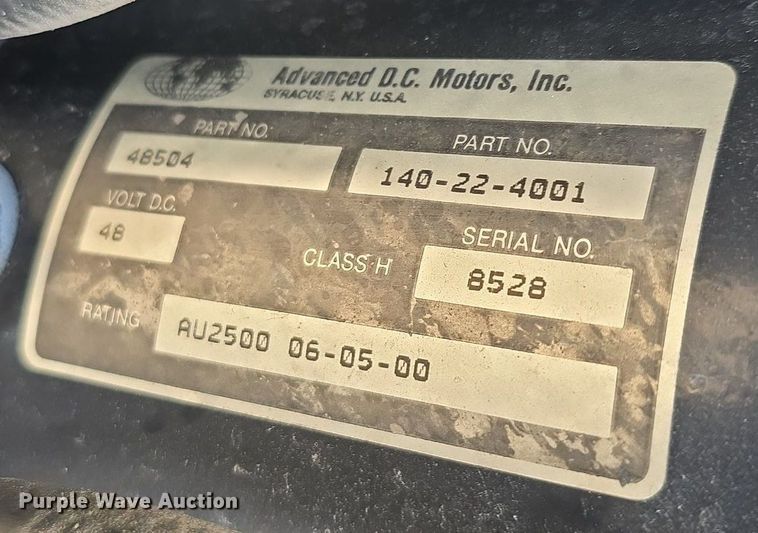 Advanced D.C. Motors, Inc.
SYRACUSE, N.Y. U.S.A.
PART NO.
48504
PART NO.
140-22-4001
VOLT D.C.
48
CLASS H
SERIAL NO.
8528
RATING
AU2500 06-05-00
Purple Wave Auction